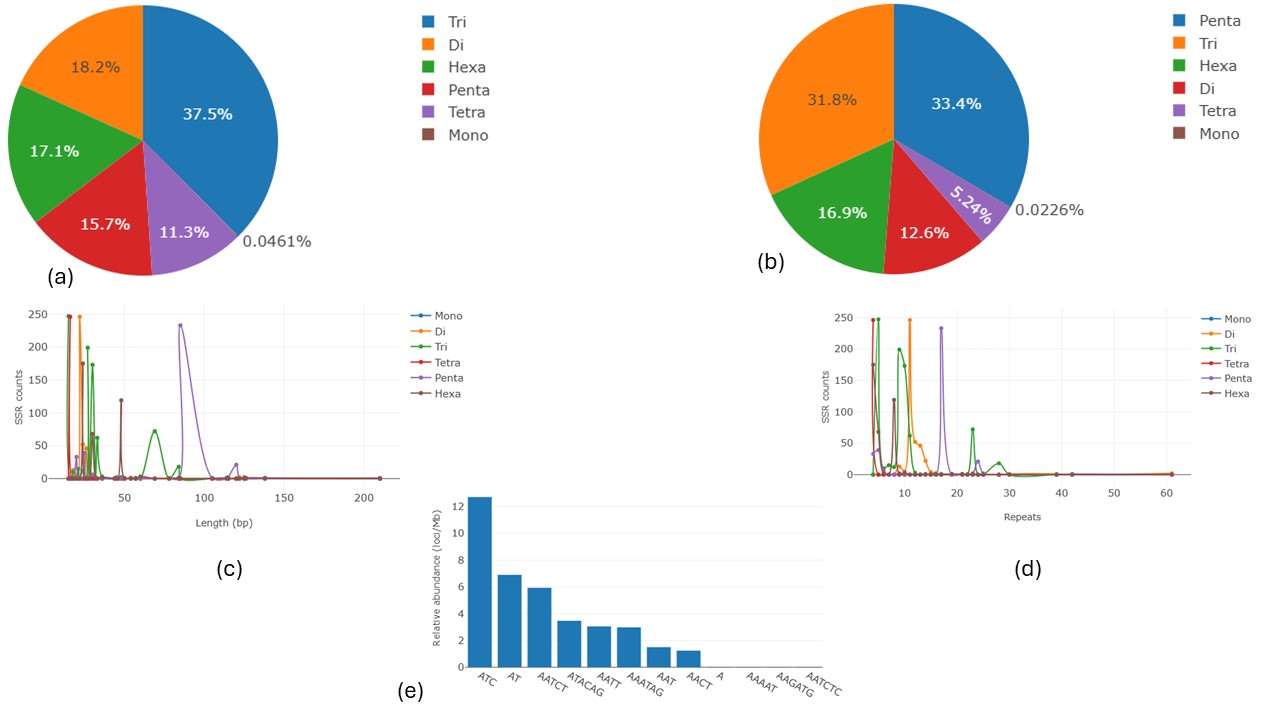 Tri
Di
Hexa
Penta
Tetra
Mono
18.2%
37.5%
17.1%
15.7%
11.3%
0.0461%
(a)
Penta
Tri
Hexa
Di
Tetra
Mono
31.8%
33.4%
16.9%
12.6%
5.24%
0.0226%
(b)
SSR counts
250
200
150
100
50
0
50
100
150
200
Length (bp)
Mono
Di
Tri
Tetra
Penta
Hexa
(c)
SSR counts
250
200
150
100
50
0
10
20
30
40
50
60
Repeats
Mono
Di
Tri
Tetra
Penta
Hexa
(d)
Relative abundance (loci/Mb)
12
10
8
6
4
2
0
ATC
AT
AATCT
ATACAG
AATT
AAATAG
AAT
AACT
A
AAAAT
AAGATG
AATCTC
(e)